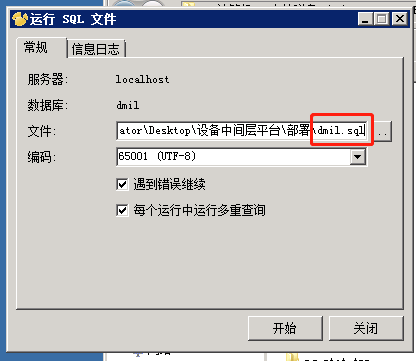 运行 SQL 文件
常规
信息日志
服务器:
localhost
数据库:
dmil
文件:
ator\Desktop\设备中间层平台\部署\dmil.sql
..
编码:
65001 (UTF-8)
遇到错误继续
每个运行中运行多重查询
开始
关闭